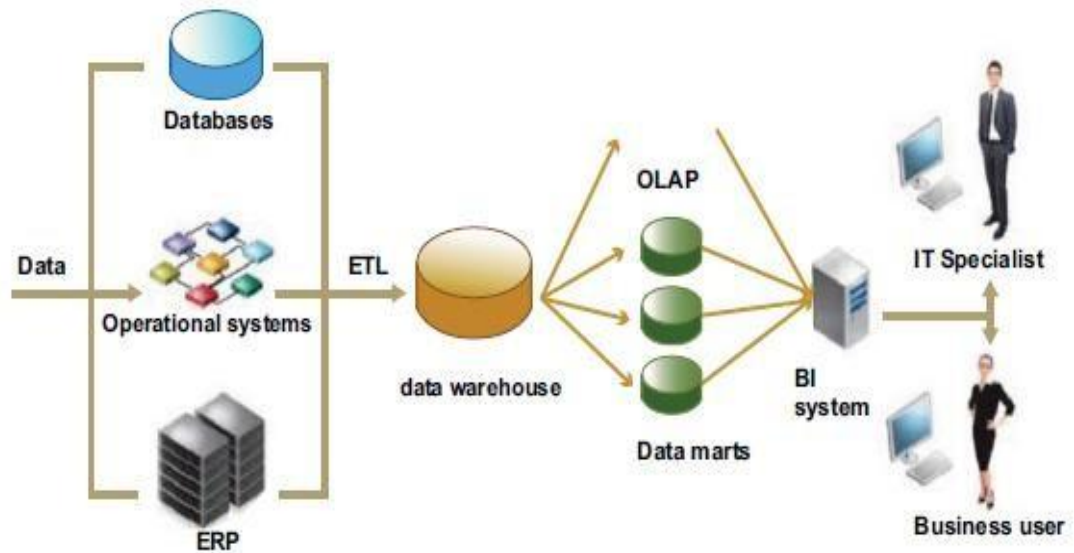 Databases
Data
Operational systems
ERP
ETL
data warehouse
OLAP
Data marts
BI
system
IT Specialist
Business user